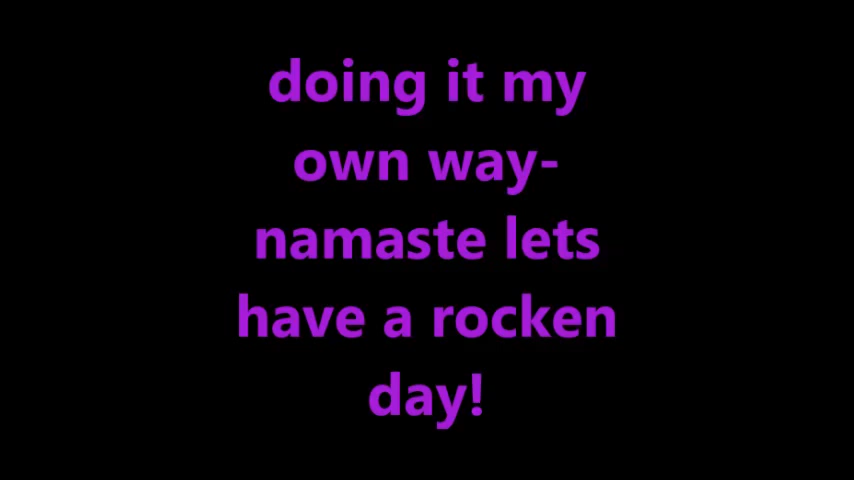 doing it my
own way-
namaste lets
have a rocken
day!